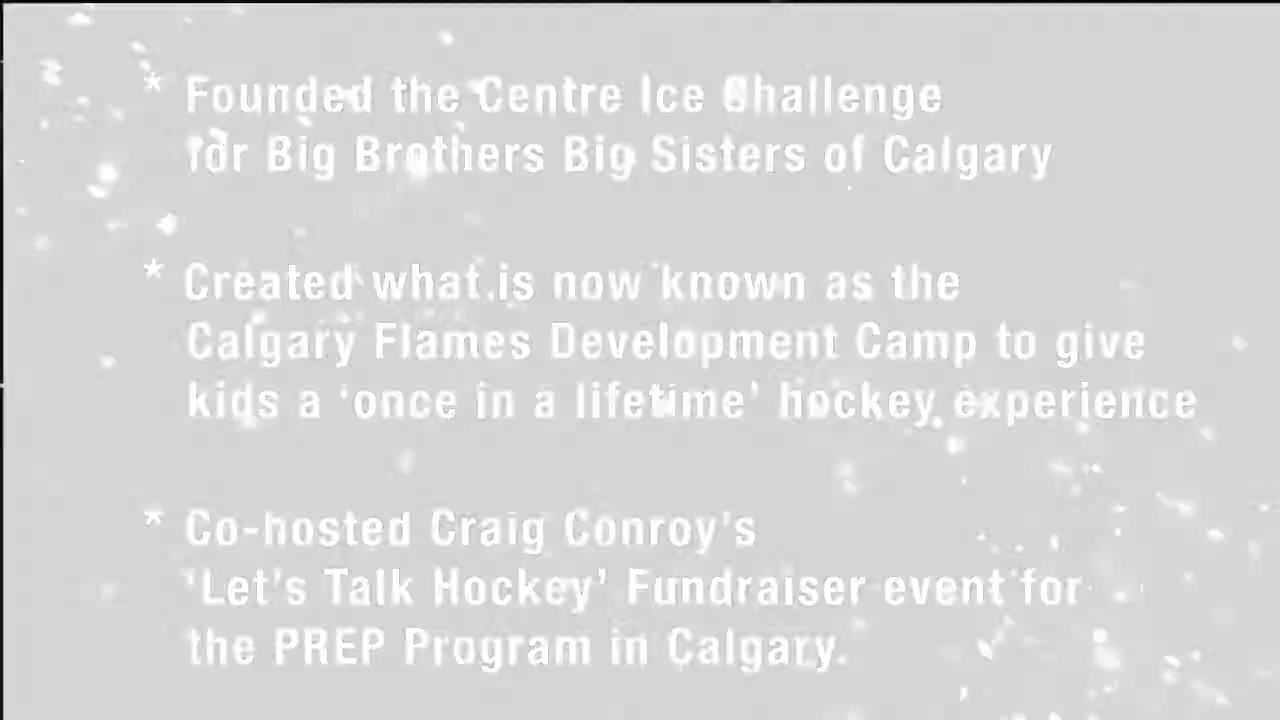 * Founded the Centre Ice Challenge
for Big Brothers Big Sisters of Calgary
* Created what is now known as the
Calgary Flames Development Camp to give
kids a ‘once in a lifetime’ hockey experience
* Co-hosted Craig Conroy's
‘Let's Talk Hockey’ Fundraiser event for
the PREP Program in Calgary.